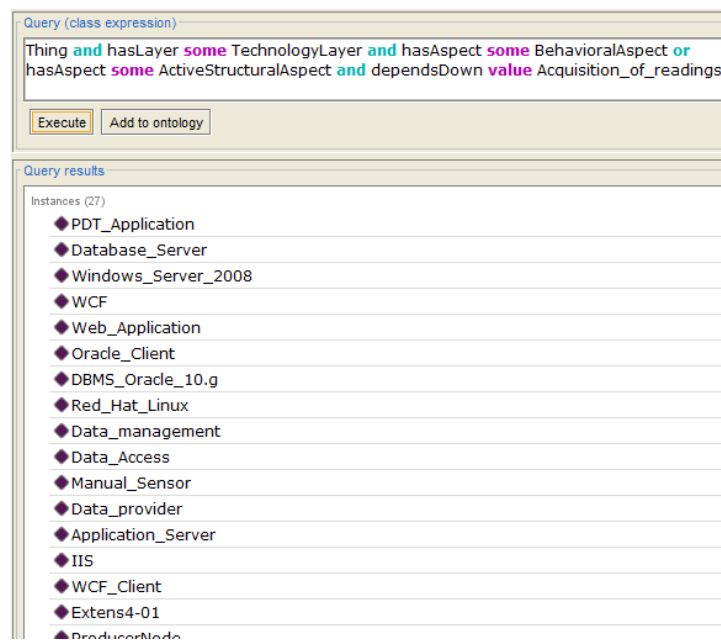 Query (class expression)
Thing and hasLayer some TechnologyLayer and hasAspect some BehavioralAspect or
hasAspect some ActiveStructuralAspect and dependsDown value Acquisition_of_readings
Execute Add to ontology
Query results
Instances (27)
PDT_Application
Database_Server
Windows_Server_2008
WCF
Web_Application
Oracle_Client
DBMS_Oracle_10.g
Red_Hat_Linux
Data_management
Data_Access
Manual_Sensor
Data_provider
Application_Server
IIS
WCF_Client
Extens4-01
ProducerNode